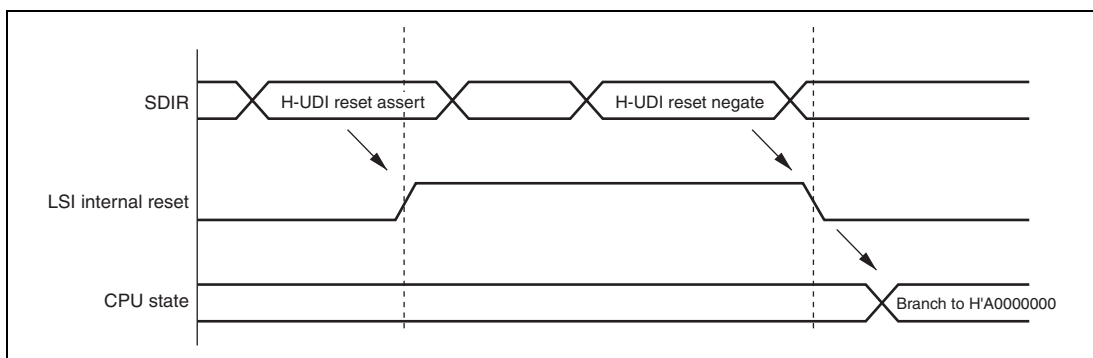 SDIR
H-UDI reset assert
H-UDI reset negate
LSI internal reset
CPU state
Branch to H'A0000000